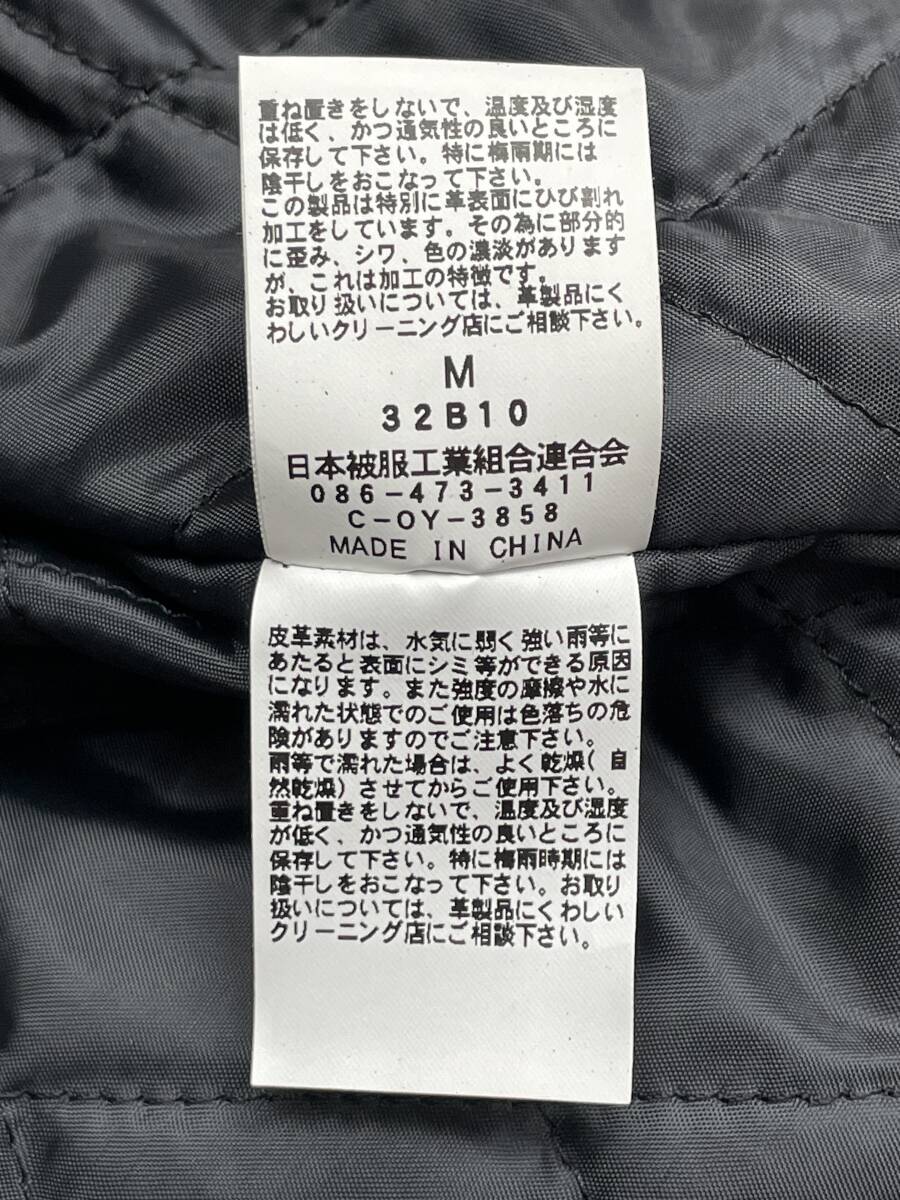 重ね置きをしないで、温度及び湿度
は低く、かつ通気性の良いところに
保存して下さい。特に梅雨期には
陰干しをおこなって下さい。
この製品は特別に革表面にひび割れ
加工をしています。その為に部分的
に歪み、シワ、色の濃淡があります
が、これは加工の特徴です。
お取り扱いについては、革製品にく
わしいクリーニング店にご相談下さい。
M
32B10
日本被服工業組合連合会
086-473-3411
C-OY-3858
MADE IN CHINA
皮革素材は、水気に弱く強い雨等に
あたると表面にシミ等ができる原因
になります。また強度の摩擦や水に
濡れた状態でのご使用は色落ちの危
険がありますのでご注意下さい。
雨等で濡れた場合は、よく乾燥(自
然乾燥)させてからご使用下さい。
重ね置きをしないで、温度及び湿度
が低く、かつ通気性の良いところに
保存して下さい。特に梅雨時期には
陰干しをおこなって下さい。お取り
扱いについては、革製品にくわしい
クリーニング店にご相談下さい。